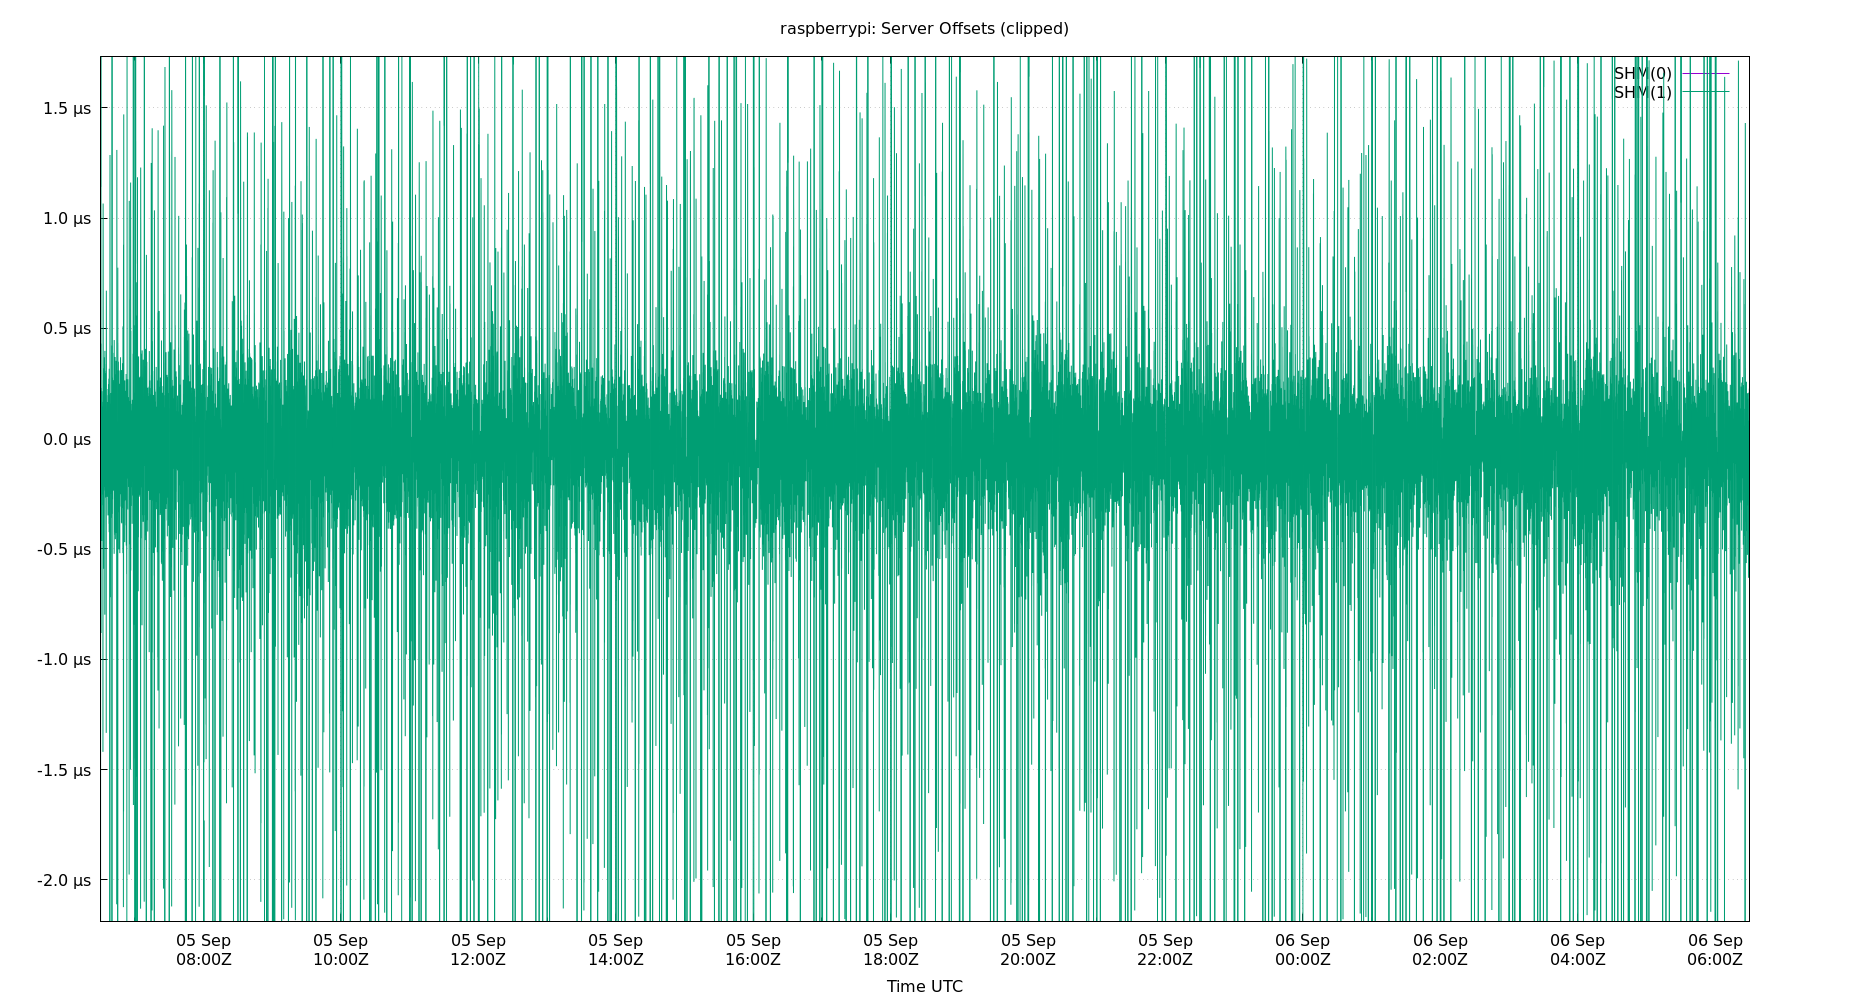 raspberrypi: Server Offsets (clipped)
SHM(0)
SHM(1)
1.5 µs
1.0 µs
0.5 µs
0.0 µs
-0.5 µs
-1.0 µs
-1.5 µs
-2.0 µs
05 Sep 05 Sep 05 Sep 05 Sep 05 Sep 05 Sep 05 Sep 05 Sep 06 Sep 06 Sep 06 Sep 06 Sep
08:00Z 10:00Z 12:00Z 14:00Z 16:00Z 18:00Z 20:00Z 22:00Z 00:00Z 02:00Z 04:00Z 06:00Z
Time UTC